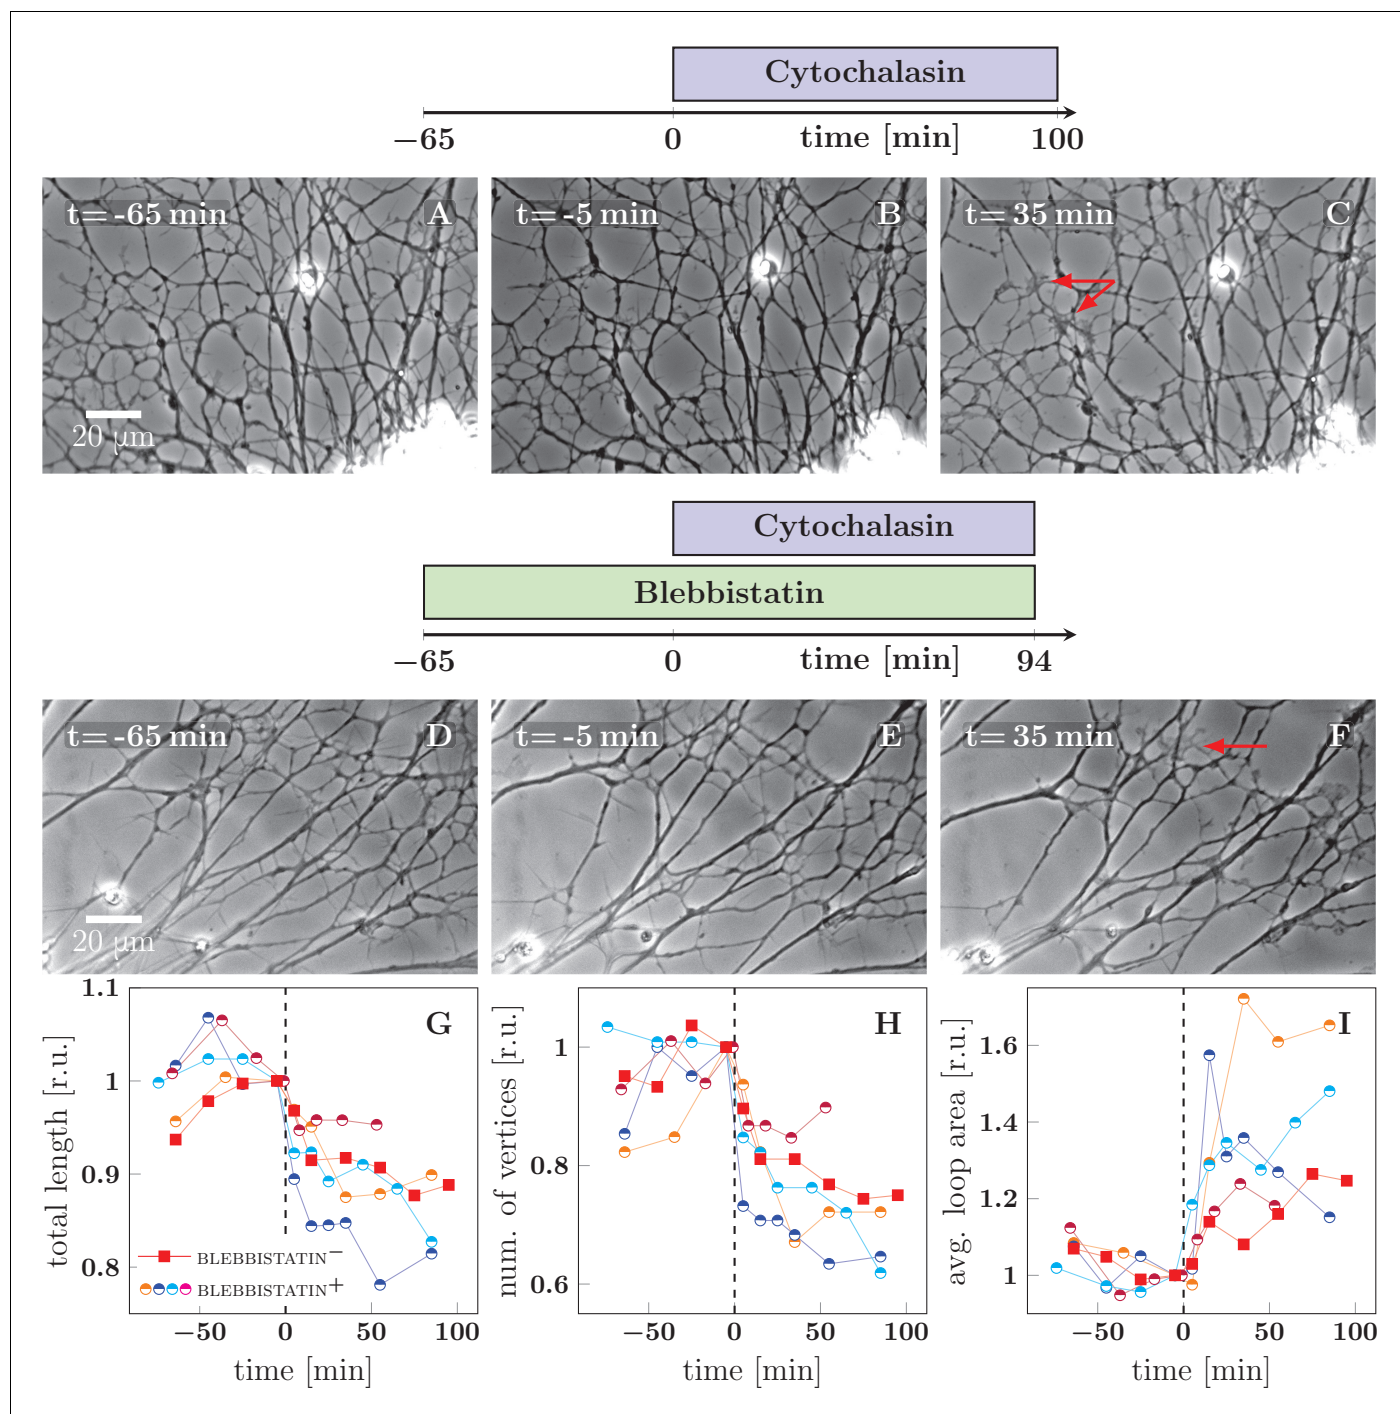 Cytochalasin
−65 0 time [min] 100
t= -65 min A
t= -5 min B
t= 35 min C
20 μm
Cytochalasin
Blebbistatin
−65 0 time [min] 94
t= -65 min D
t= -5 min E
t= 35 min F
20 μm
G
total length [r.u.]
1.1
1
0.9
0.8
BLEBBISTATIN−
BLEBBISTATIN+
−50 0 50 100
time [min]
H
num. of vertices [r.u.]
1
0.8
0.6
−50 0 50 100
time [min]
I
avg. loop area [r.u.]
1.6
1.4
1.2
1
−50 0 50 100
time [min]